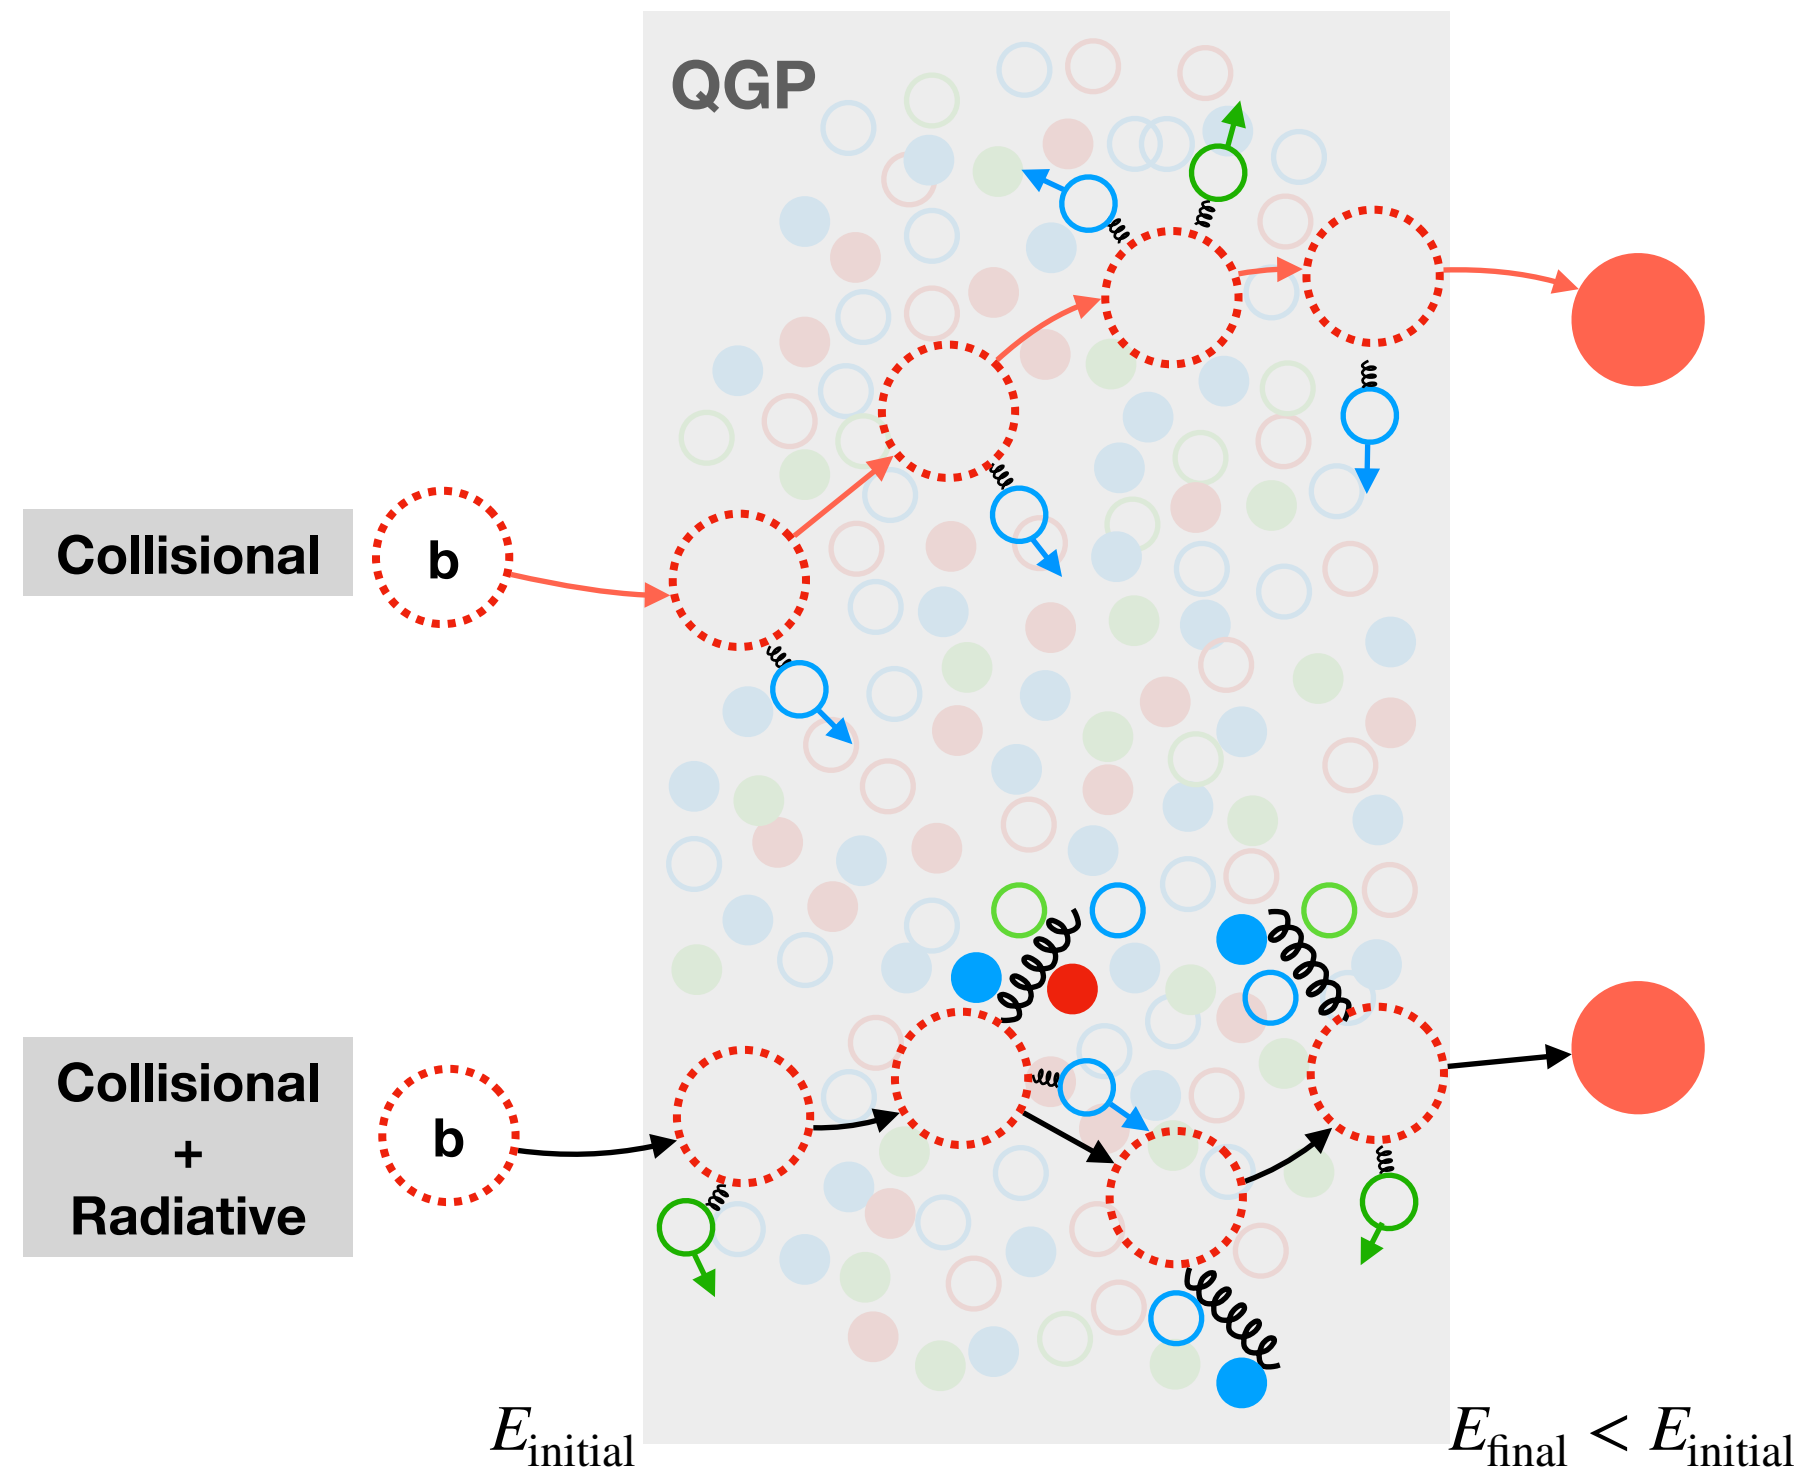 QGP
Collisional
b
Collisional
+
Radiative
b
E_initial
E_final < E_initial